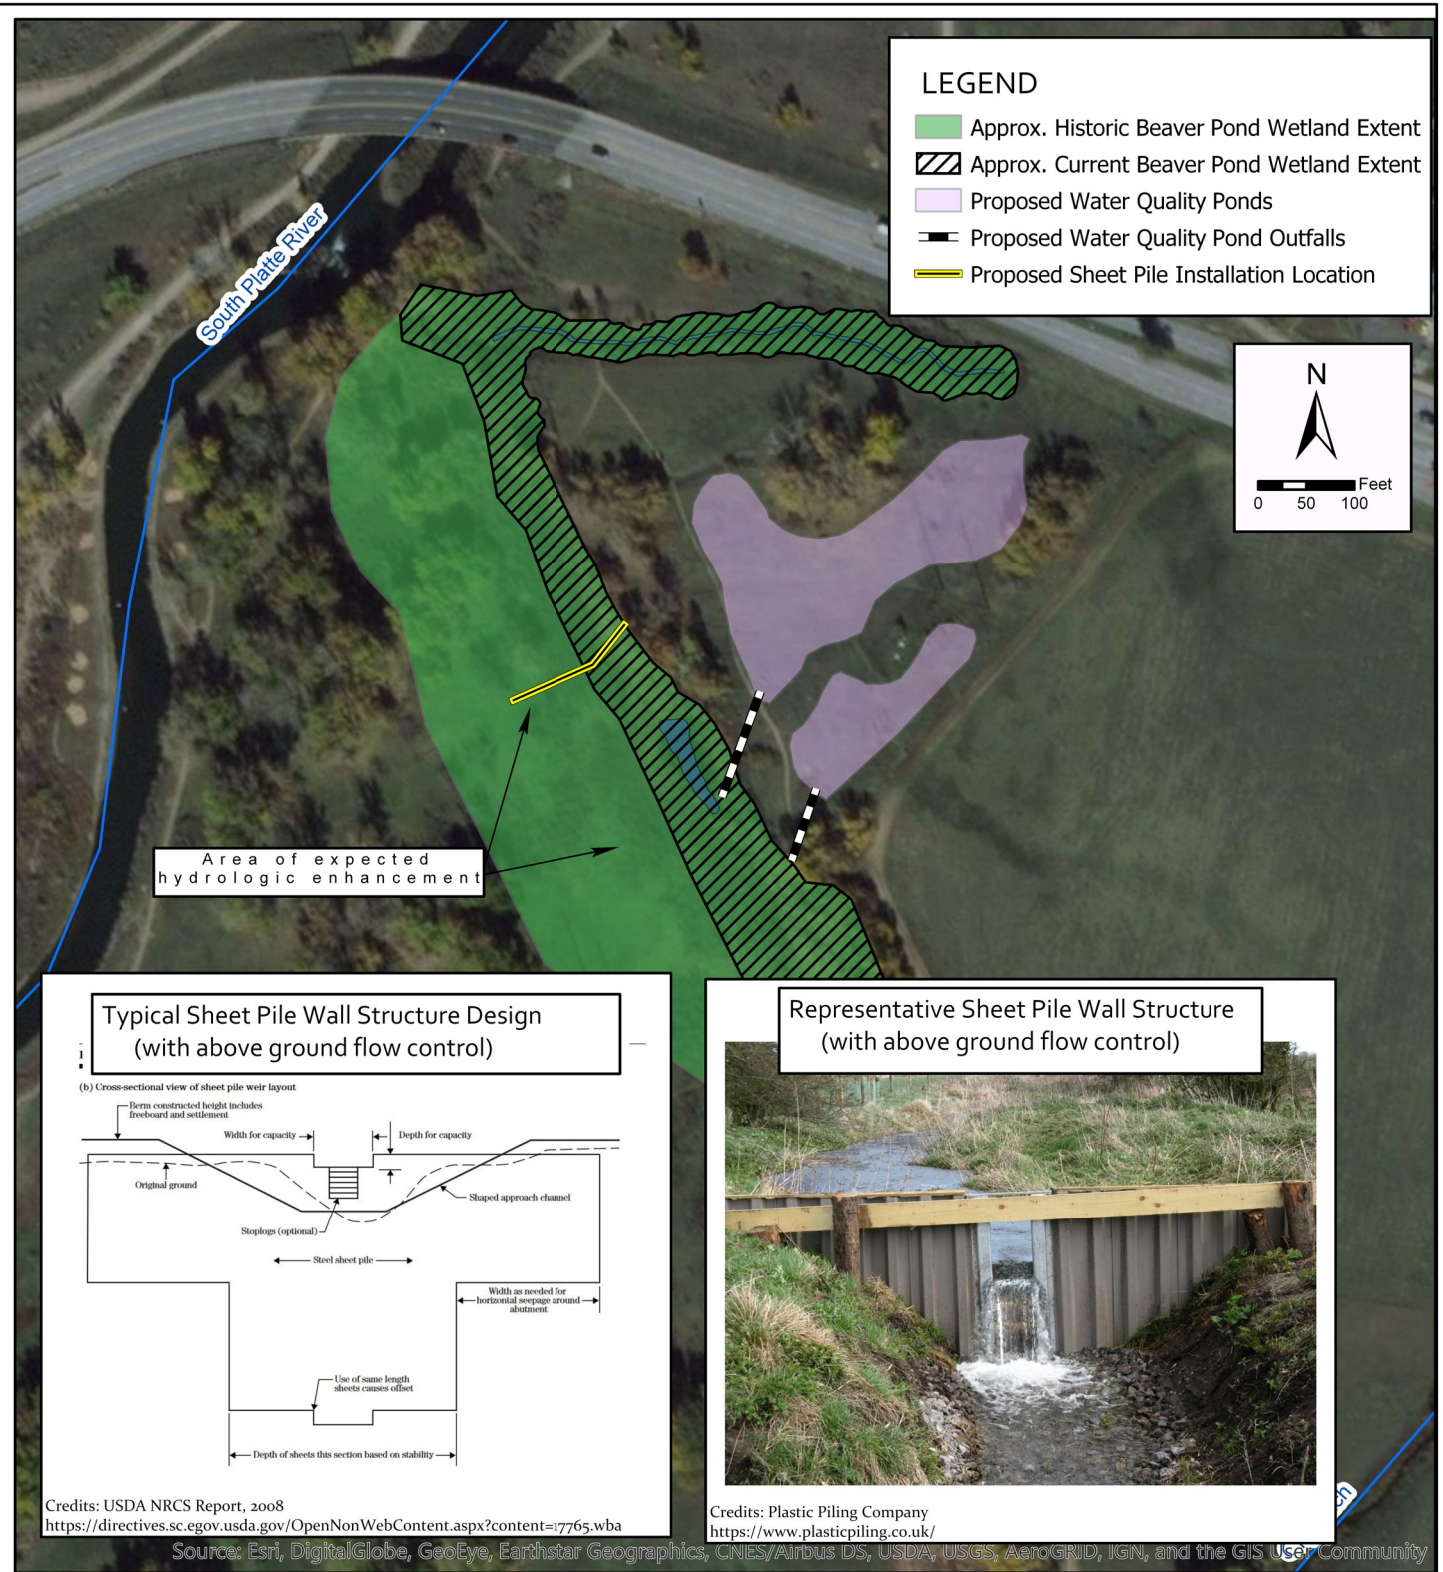 LEGEND
Approx. Historic Beaver Pond Wetland Extent
Approx. Current Beaver Pond Wetland Extent
Proposed Water Quality Ponds
Proposed Water Quality Pond Outfalls
Proposed Sheet Pile Installation Location
South Platte River
N
Feet
0 50 100
Area of expected
hydrologic enhancement
Typical Sheet Pile Wall Structure Design
(with above ground flow control)
(b) Cross-sectional view of sheet pile weir layout
Berm constructed height includes
freeboard and settlement
Width for capacity
Depth for capacity
Original ground
Shaped approach channel
Stoplogs (optional)
Steel sheet pile
Width as needed for
horizontal seepage around
abutment
Use of same length
sheets causes offset
Depth of sheets this section based on stability
Credits: USDA NRCS Report, 2008
https://directives.sc.egov.usda.gov/OpenNonWebContent.aspx?content=17765.wba
Representative Sheet Pile Wall Structure
(with above ground flow control)
Credits: Plastic Piling Company
https://www.plasticpiling.co.uk/
ch
Source: Esri, DigitalGlobe, GeoEye, Earthstar Geographics, CNES/Airbus DS, USDA, USGS, AeroGRID, IGN, and the GIS User Community